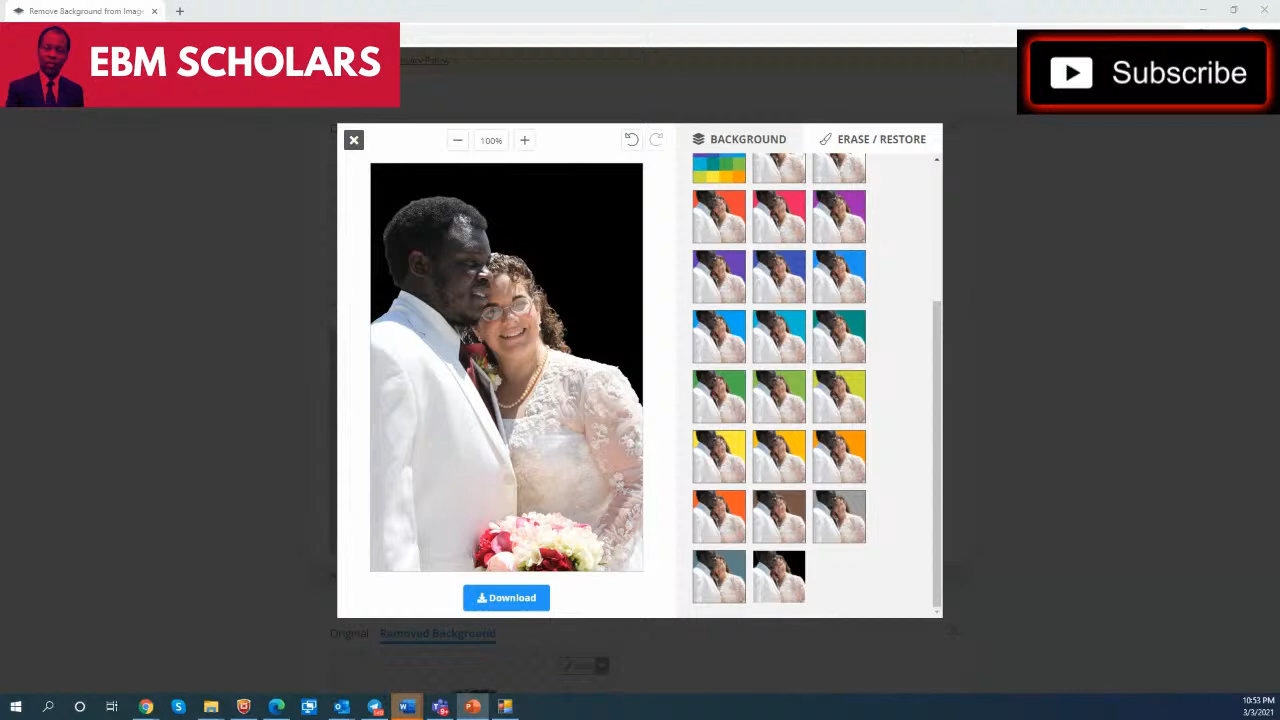 Remove Background from Image
EBM SCHOLARS
Subscribe
100%
BACKGROUND
ERASE / RESTORE
Download
Original
Removed Background
10:53 PM
3/3/2021